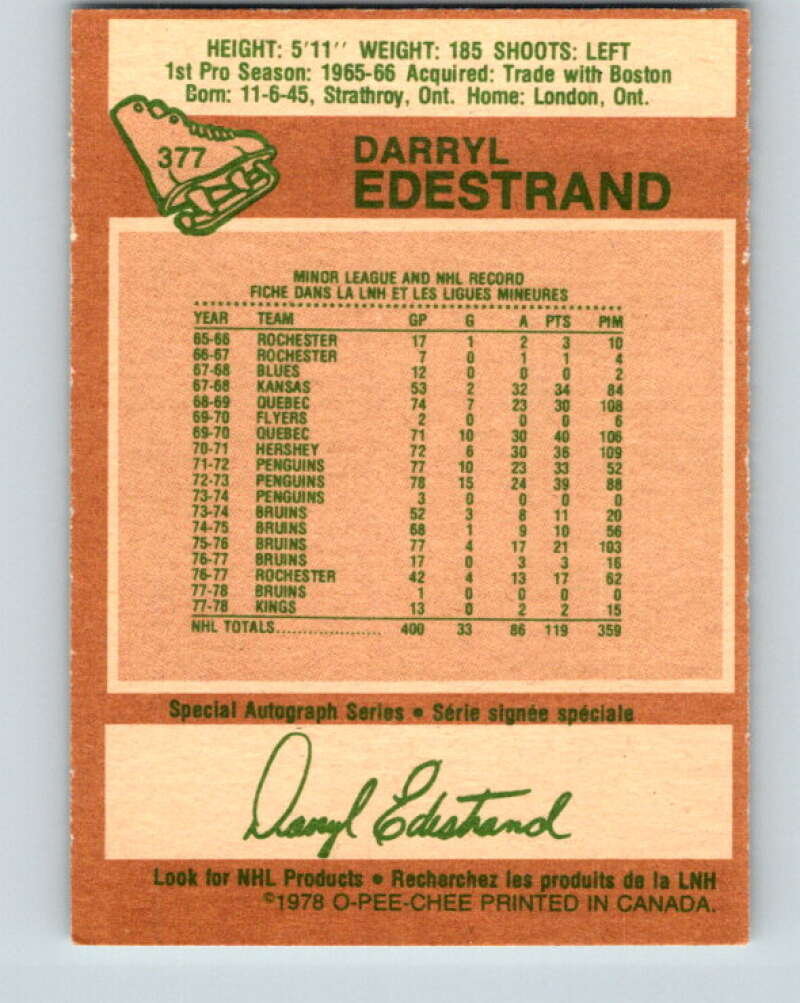 HEIGHT: 5'11'' WEIGHT: 185 SHOOTS: LEFT
1st Pro Season: 1965-66 Acquired: Trade with Boston
Born: 11-6-45, Strathroy, Ont. Home: London, Ont.
377
DARRYL
EDESTRAND
MINOR LEAGUE AND NHL RECORD
FICHE DANS LA LNH ET LES LIGUES MINEURES
YEAR TEAM GP G A PTS PIM
65-66 ROCHESTER 17 1 2 3 10
66-67 ROCHESTER 7 0 1 1 4
67-68 BLUES 12 0 0 0 2
67-68 KANSAS 53 2 32 34 84
68-69 QUEBEC 74 7 23 30 108
69-70 FLYERS 2 0 0 0 6
69-70 QUEBEC 71 10 30 40 106
70-71 HERSHEY 72 6 30 36 109
71-72 PENGUINS 77 10 23 33 52
72-73 PENGUINS 78 15 24 39 88
73-74 PENGUINS 3 0 0 0 0
73-74 BRUINS 52 3 8 11 20
74-75 BRUINS 68 1 9 10 56
75-76 BRUINS 77 4 17 21 103
76-77 BRUINS 17 0 3 3 16
76-77 ROCHESTER 42 4 13 17 62
77-78 BRUINS 1 0 0 0 0
77-78 KINGS 13 0 2 2 15
NHL TOTALS.................... 400 33 86 119 359
Special Autograph Series • Série signée spéciale
Darryl Edestrand
Look for NHL Products • Recherchez les produits de la LNH
©1978 O-PEE-CHEE PRINTED IN CANADA.